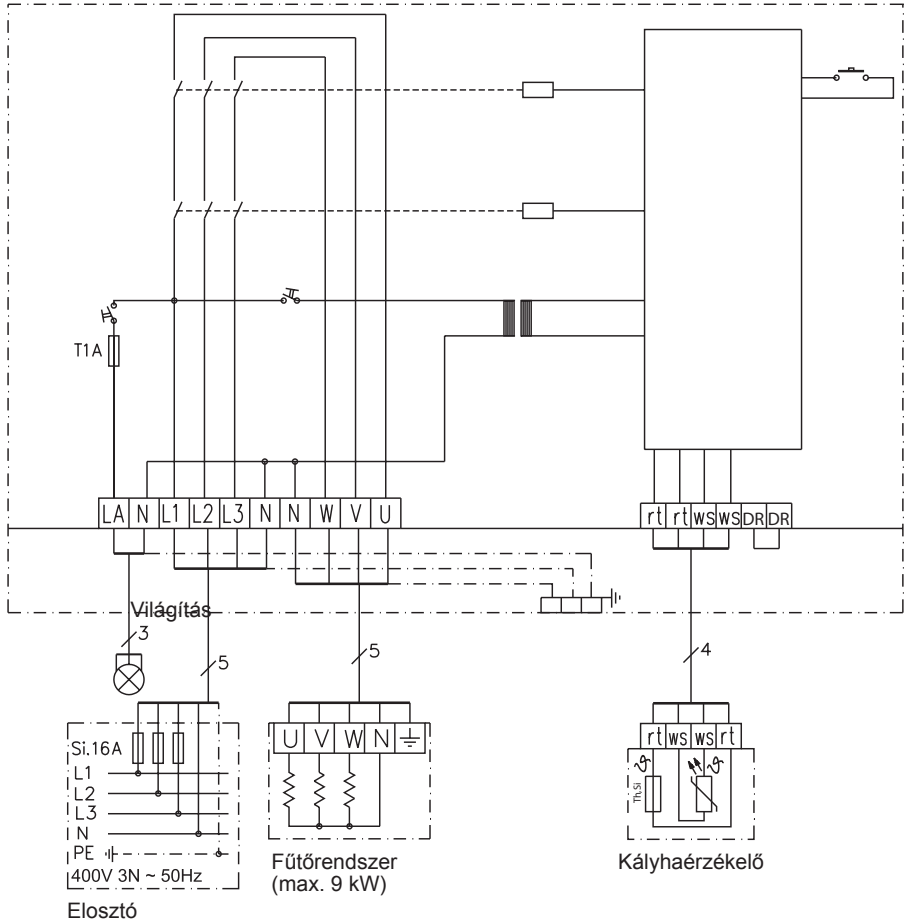 T1A
LA N L1 L2 L3 N N W V U
rt rt ws ws DR DR
Világítás
3
5
5
4
Si.16A
L1
L2
L3
N
PE
400V 3N ~ 50Hz
Elosztó
U V W N
Fűtőrendszer
(max. 9 kW)
rt ws ws rt
ϑ
ϑ
Th,Si
Kályhaérzékelő